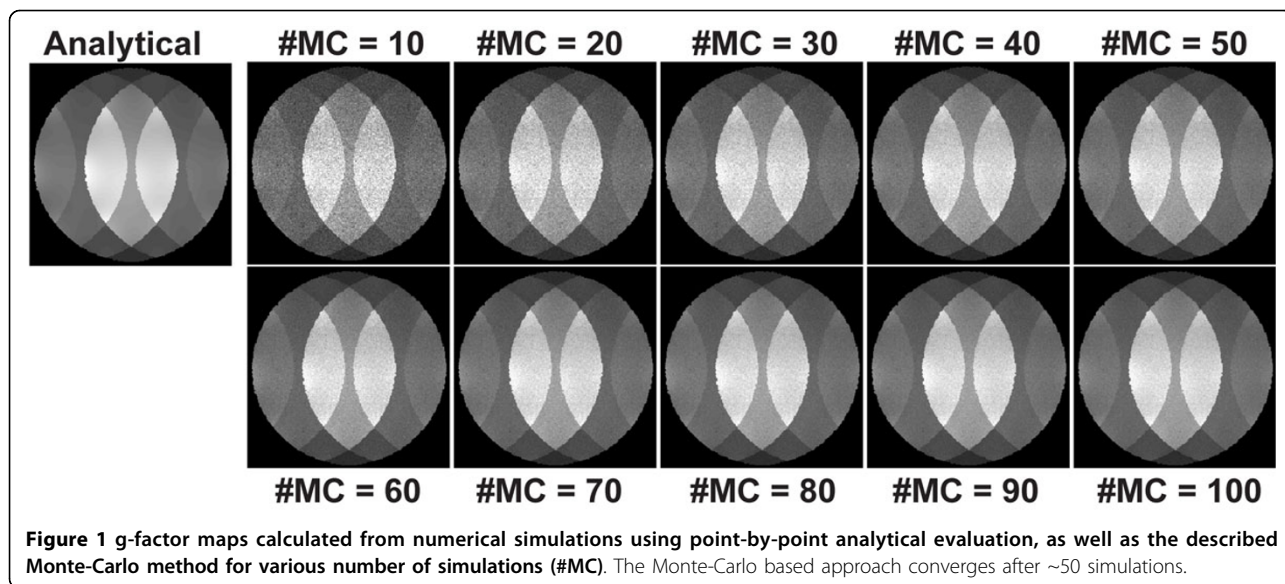 Analytical #MC = 10 #MC = 20 #MC = 30 #MC = 40 #MC = 50
#MC = 60 #MC = 70 #MC = 80 #MC = 90 #MC = 100
Figure 1 g-factor maps calculated from numerical simulations using point-by-point analytical evaluation, as well as the described
Monte-Carlo method for various number of simulations (#MC). The Monte-Carlo based approach converges after ~50 simulations.